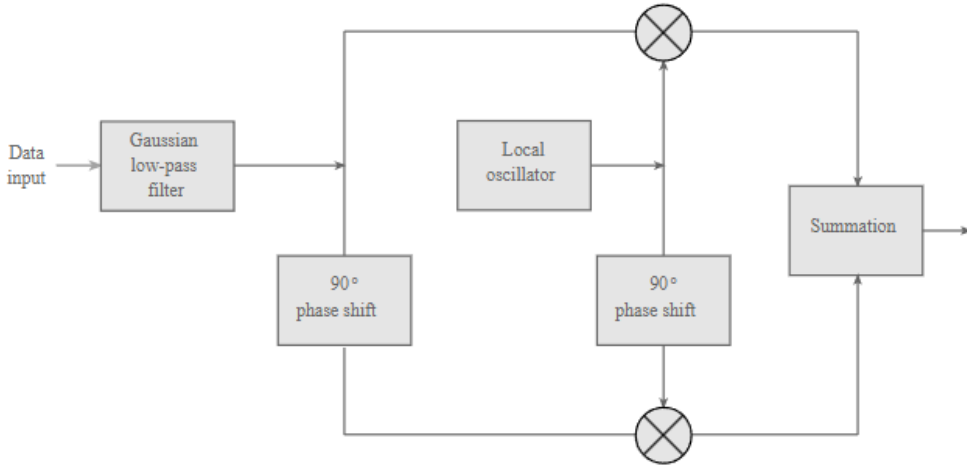 Data
input
Gaussian
low-pass
filter
Local
oscillator
Summation
90°
phase shift
90°
phase shift